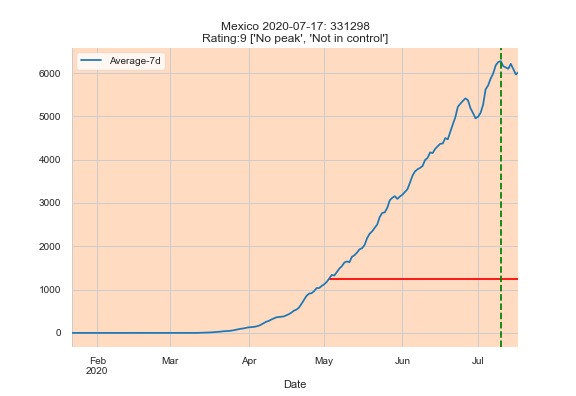 Mexico 2020-07-17: 331298
Rating:9 ['No peak', 'Not in control']
Average-7d
6000
5000
4000
3000
2000
1000
0
Feb
2020
Mar
Apr
May
Jun
Jul
Date